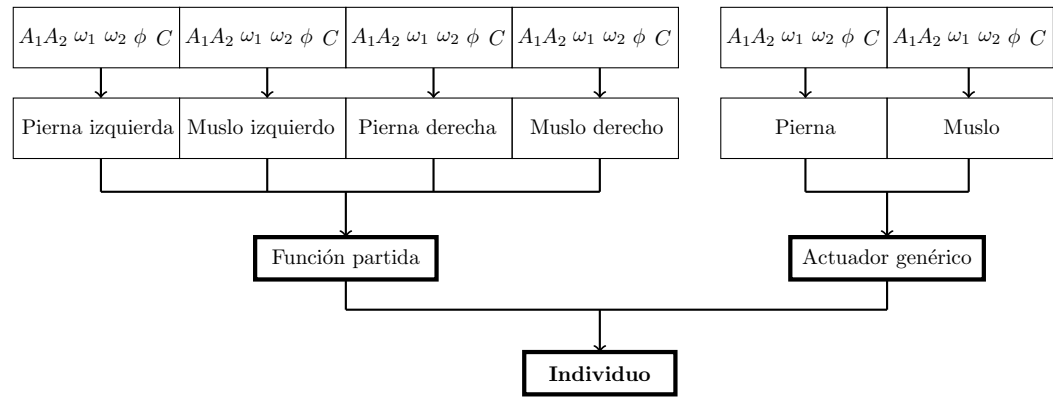 A₁A₂ ω₁ ω₂ ϕ C A₁A₂ ω₁ ω₂ ϕ C A₁A₂ ω₁ ω₂ ϕ C A₁A₂ ω₁ ω₂ ϕ C A₁A₂ ω₁ ω₂ ϕ C A₁A₂ ω₁ ω₂ ϕ C
Pierna izquierda Muslo izquierdo Pierna derecha Muslo derecho Pierna Muslo
Función partida Actuador genérico
Individuo